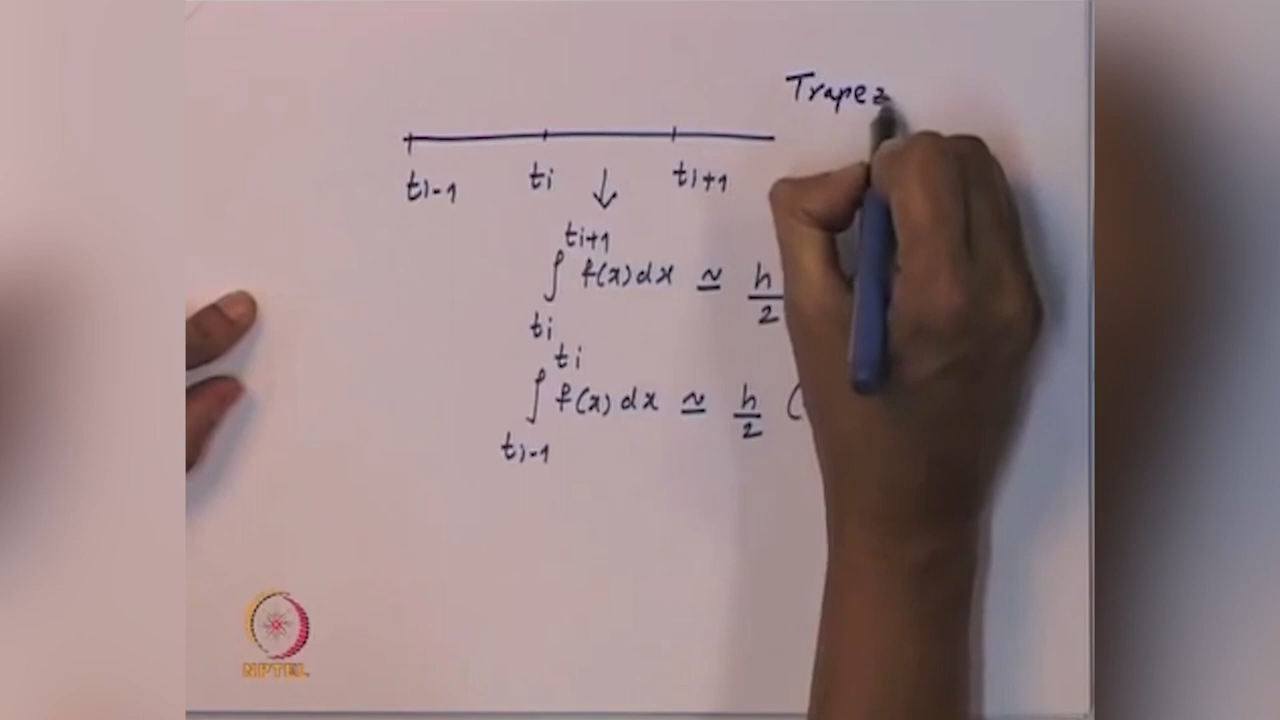 Trapez
ti-1 ti ti+1
ti+1
∫ f(x)dx ≃ h/2
ti
ti
∫ f(x)dx ≃ h/2 (
ti-1
NPTEL